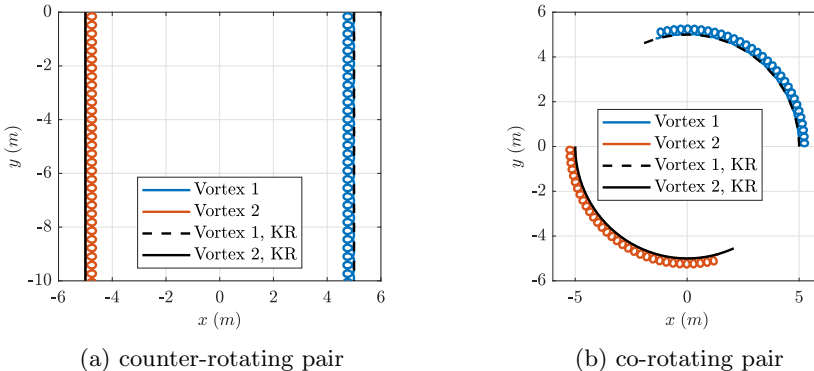 0
-2
-4
-6
-8
-10
-6
-4
-2
0
2
4
6
x (m)
y (m)
Vortex 1
Vortex 2
Vortex 1, KR
Vortex 2, KR
(a) counter-rotating pair
6
4
2
0
-2
-4
-6
-5
0
5
x (m)
y (m)
Vortex 1
Vortex 2
Vortex 1, KR
Vortex 2, KR
(b) co-rotating pair